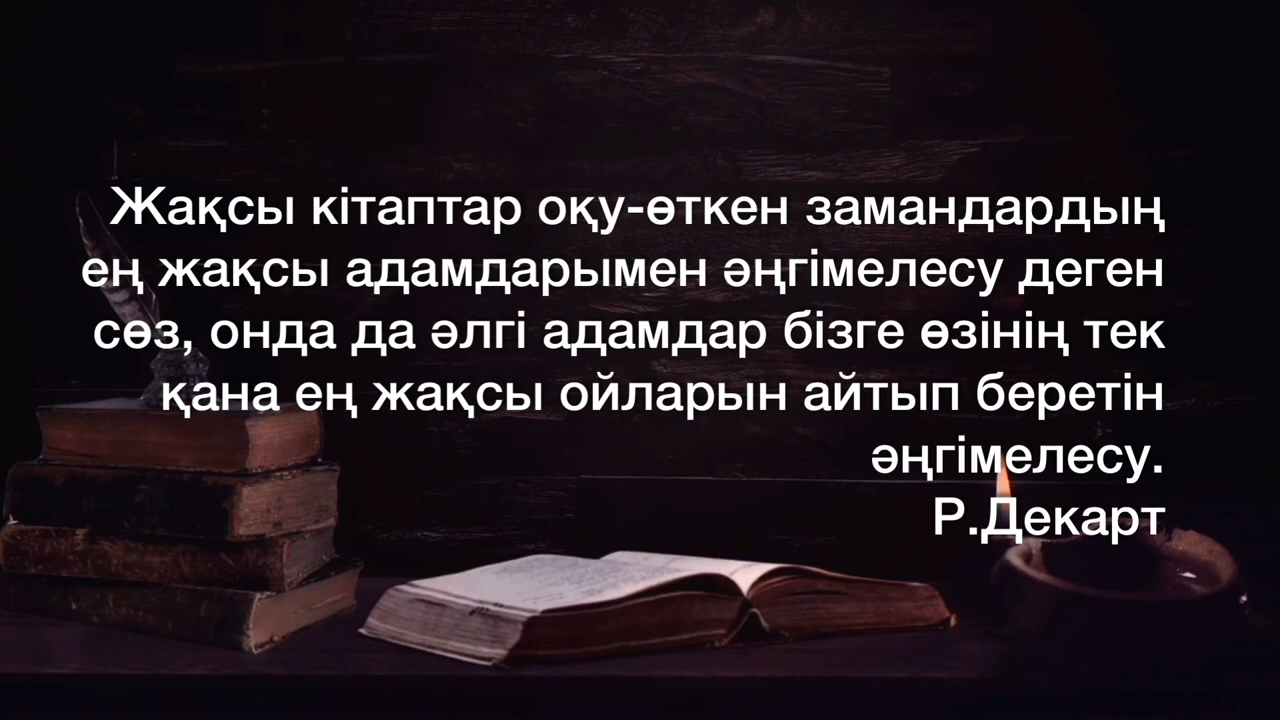 Жақсы кітаптар оқу-өткен замандардың
ең жақсы адамдарымен әңгімелесу деген
сөз, онда да әлгі адамдар бізге өзінің тек
қана ең жақсы ойларын айтып беретін
әңгімелесу.
Р.Декарт